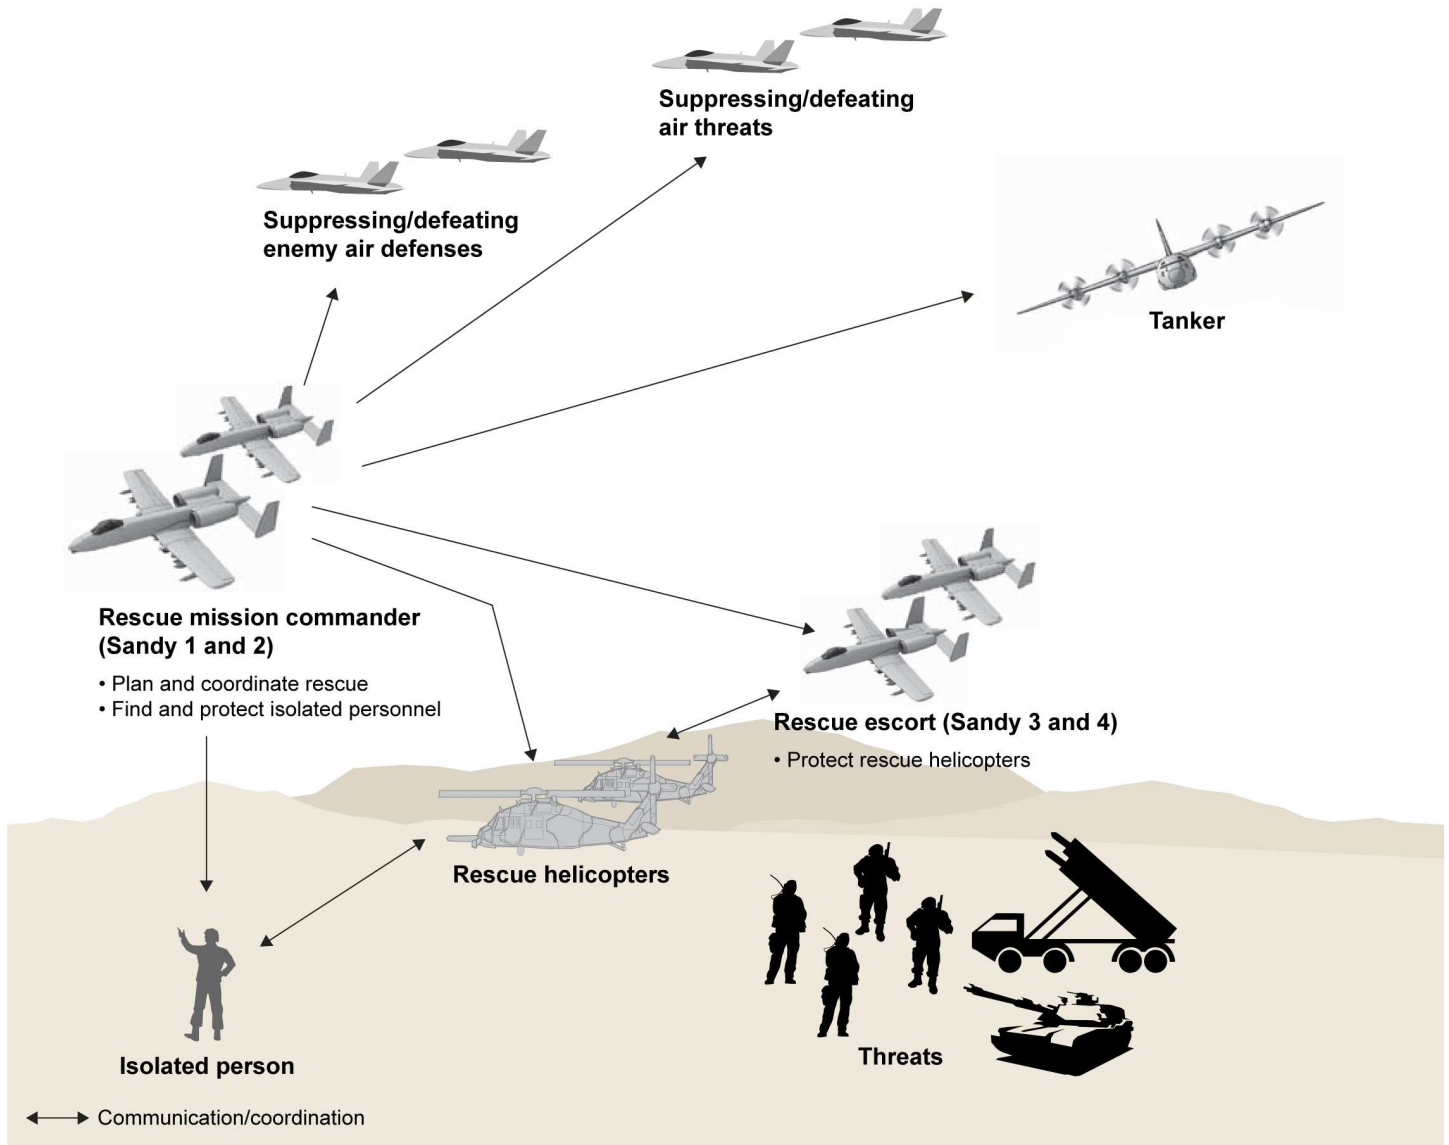 Suppressing/defeating
air threats
Suppressing/defeating
enemy air defenses
Tanker
Rescue mission commander
(Sandy 1 and 2)
• Plan and coordinate rescue
• Find and protect isolated personnel
Rescue escort (Sandy 3 and 4)
• Protect rescue helicopters
Rescue helicopters
Threats
Isolated person
Communication/coordination